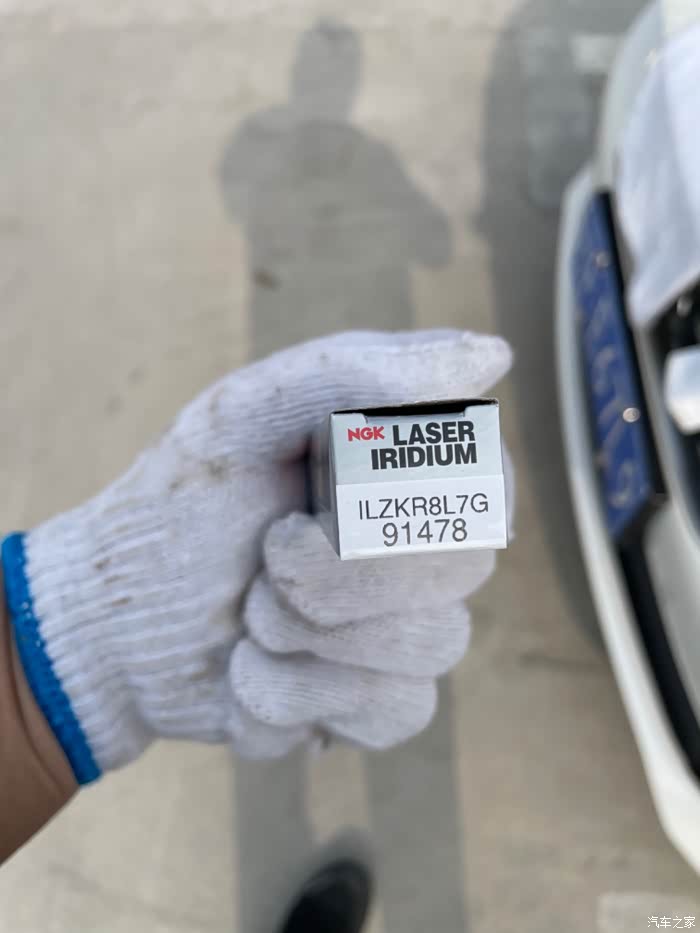 NGK LASER
IRIDIUM
ILZKR8L7G
91478
汽车之家